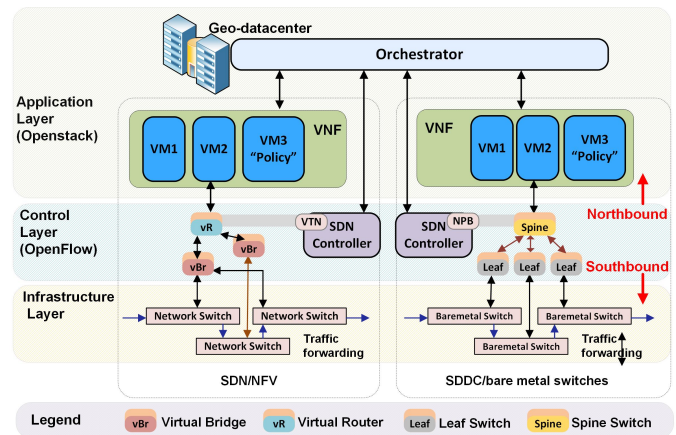 Geo-datacenter
Orchestrator
Application
Layer
(Openstack)
VNF
VM1
VM2
VM3
“Policy”
VNF
VM1
VM2
VM3
“Policy”
Northbound
Control
Layer
(OpenFlow)
vR
VTN
SDN
Controller
vBr
vBr
SDN
Controller
NPB
Spine
Leaf
Leaf
Leaf
Southbound
Infrastructure
Layer
Network Switch
Network Switch
Network Switch
Traffic
forwarding
Baremetal Switch
Baremetal Switch
Baremetal Switch
Traffic
forwarding
SDN/NFV
SDDC/bare metal switches
Legend
vBr
Virtual Bridge
vR
Virtual Router
Leaf
Leaf Switch
Spine
Spine Switch